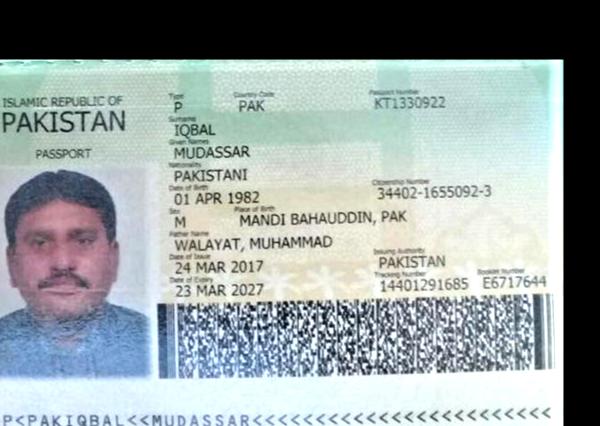 ISLAMIC REPUBLIC OF
PAKISTAN
PASSPORT
Type
P
Country Code
PAK
Passport Number
KT1330922
Surname
IQBAL
Given Names
MUDASSAR
Nationality
PAKISTANI
Date of Birth
01 APR 1982
Citizenship Number
34402-1655092-3
Sex
M
Place of Birth
MANDI BAHAUDDIN, PAK
Father Name
WALAYAT, MUHAMMAD
Date of Issue
24 MAR 2017
Issuing Authority
PAKISTAN
Date of Expiry
23 MAR 2027
Tracking Number
14401291685
Booklet Number
E6717644
P<PAKIQBAL<<MUDASSAR<<<<<<<<<<<<<<<<<<<<<<<<